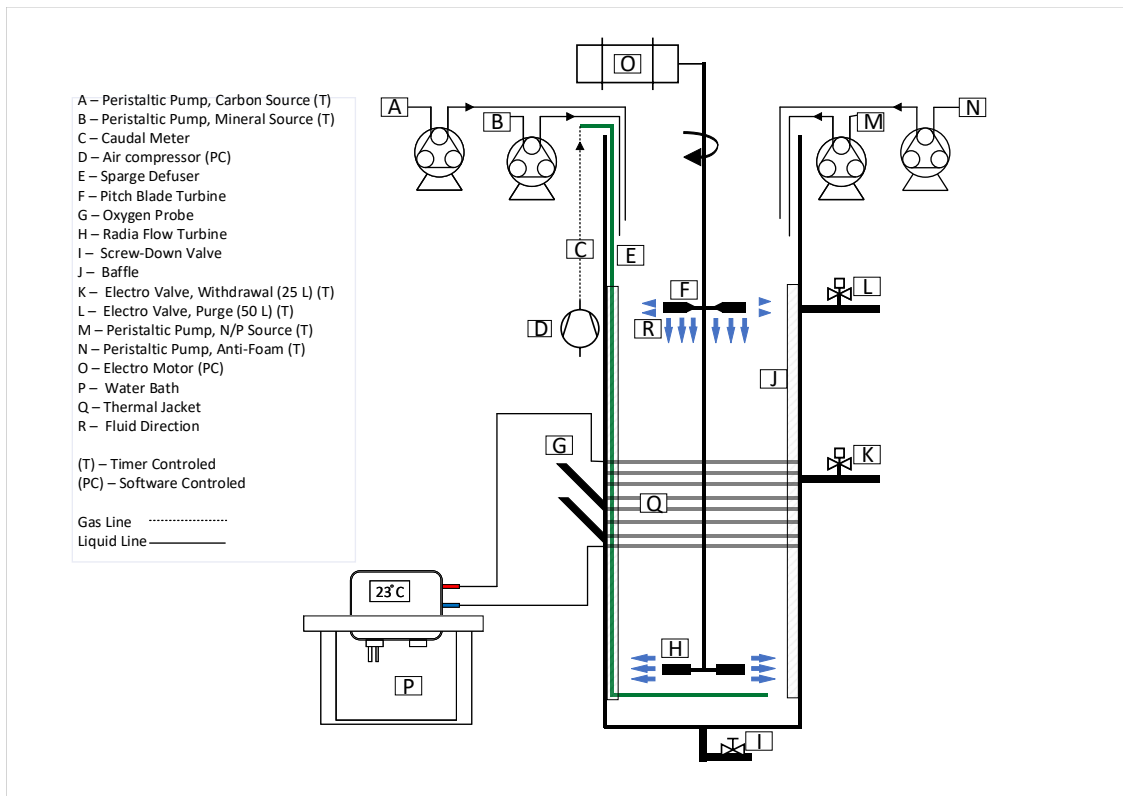 A – Peristaltic Pump, Carbon Source (T)
B – Peristaltic Pump, Mineral Source (T)
C – Caudal Meter
D – Air compressor (PC)
E – Sparge Defuser
F – Pitch Blade Turbine
G – Oxygen Probe
H – Radia Flow Turbine
I – Screw-Down Valve
J – Baffle
K – Electro Valve, Withdrawal (25 L) (T)
L – Electro Valve, Purge (50 L) (T)
M – Peristaltic Pump, N/P Source (T)
N – Peristaltic Pump, Anti-Foam (T)
O – Electro Motor (PC)
P – Water Bath
Q – Thermal Jacket
R – Fluid Direction
(T) – Timer Controled
(PC) – Software Controled
Gas Line
Liquid Line
O
A
B
M
N
C
E
F
L
D
R
J
G
K
Q
23°C
H
P
I